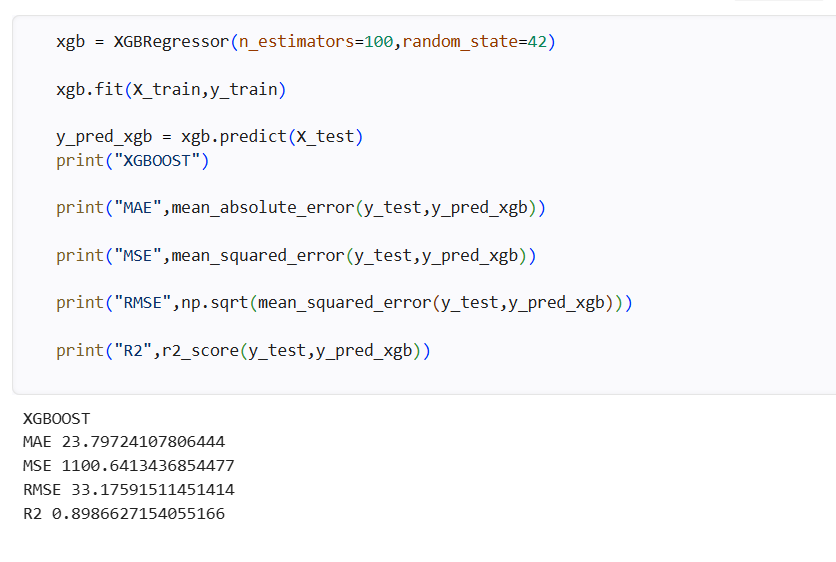 xgb = XGBRegressor(n_estimators=100,random_state=42)
xgb.fit(X_train,y_train)
y_pred_xgb = xgb.predict(X_test)
print("XGBOOST")
print("MAE",mean_absolute_error(y_test,y_pred_xgb))
print("MSE",mean_squared_error(y_test,y_pred_xgb))
print("RMSE",np.sqrt(mean_squared_error(y_test,y_pred_xgb)))
print("R2",r2_score(y_test,y_pred_xgb))
XGBOOST
MAE 23.79724107806444
MSE 1100.6413436854477
RMSE 33.17591511451414
R2 0.8986627154055166